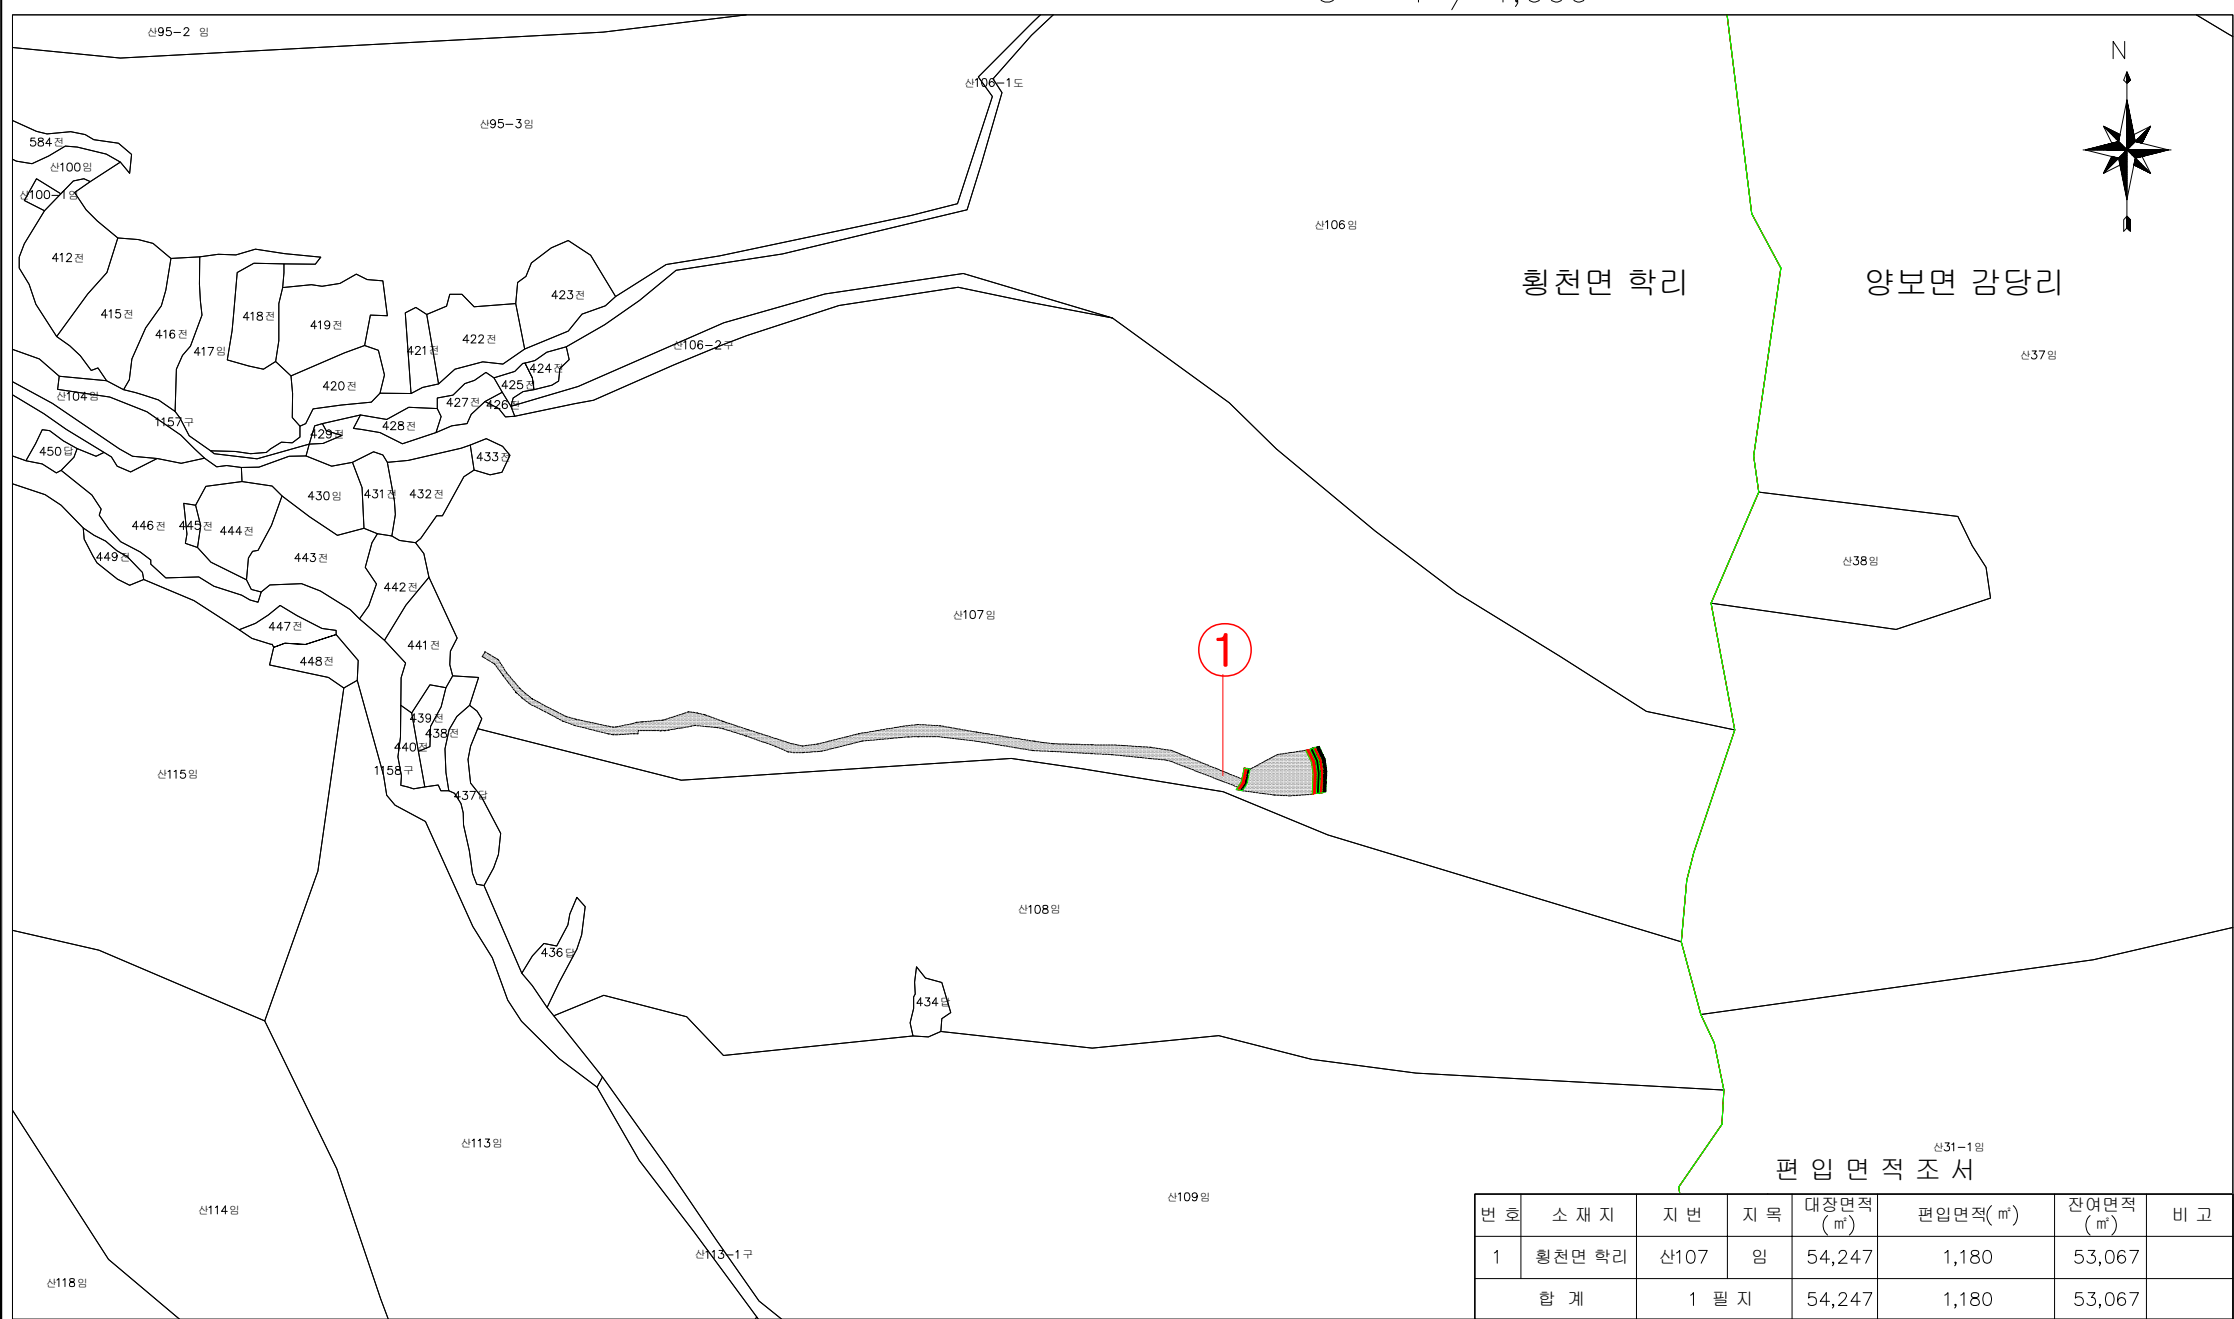 산95-2 임
N
산106-1도
산95-3임
584전
산100임
산100-1임
산106임
412전
횡천면 학리
양보면 감당리
423전
415전
418전
419전
416전
422전
산106-2구
417임
421전
산37임
424전
420전
425전
산104임
427전
426전
1157구
428전
429전
450답
433전
430임
431전
432전
446전
445전
444전
449전
443전
산38임
442전
산107임
447전
441전
1
448전
439전
438전
440전
산115임
1158구
437답
산108임
436답
434답
산113임
산31-1임
편 입 면 적 조 서
산109임
산114임
산113-1구
산118임
번 호 소 재 지 지 번 지 목 대장면적(㎡) 편입면적(㎡) 잔여면적(㎡) 비 고
1 횡천면 학리 산107 임 54,247 1,180 53,067
합 계 1 필 지 54,247 1,180 53,067